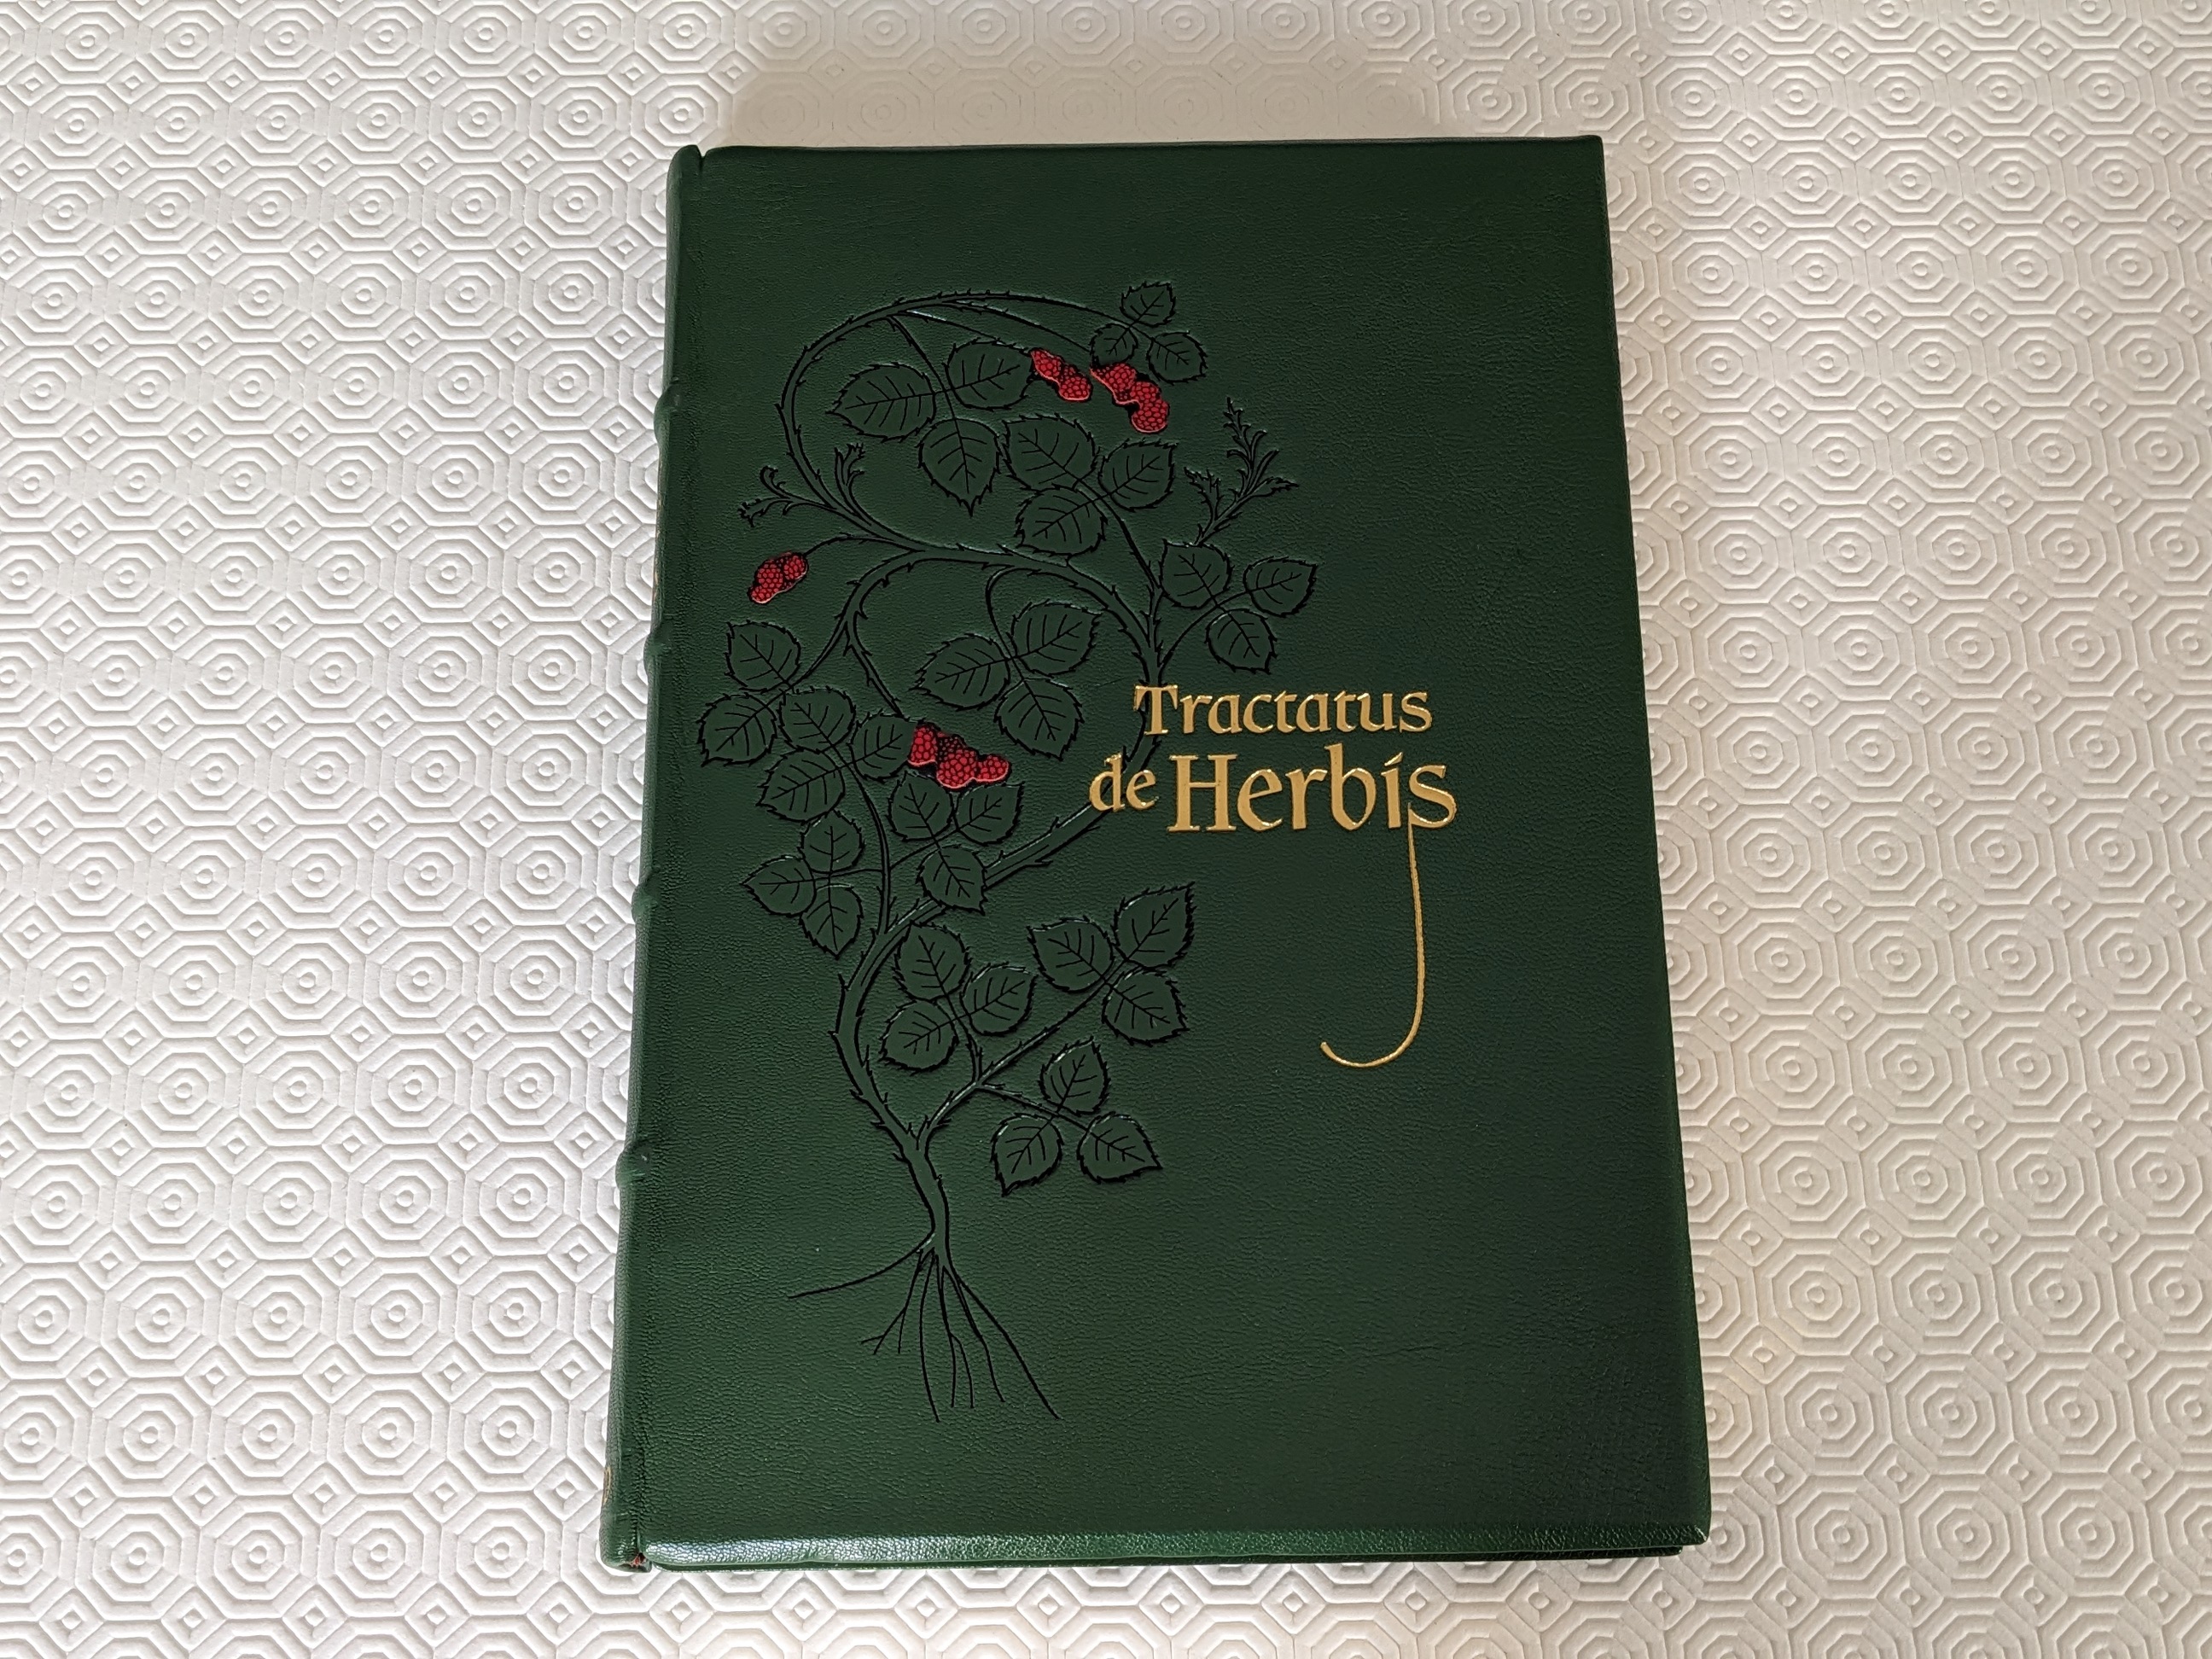 Tractatus
de Herbis